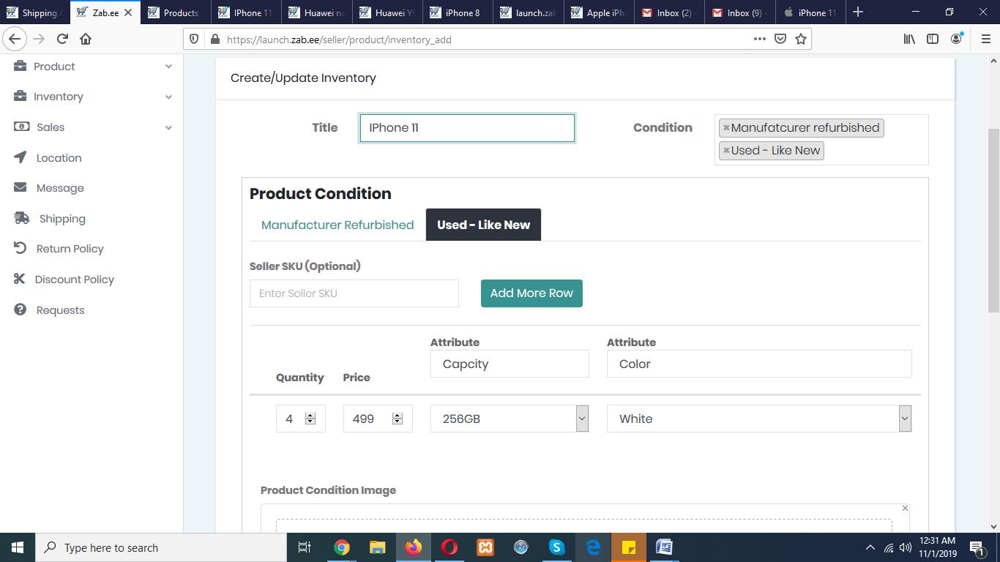 Shipping
Zab.ee
Products
IPhone 11
Huawei no
Huawei Y9
iPhone 8
launch.zab
Apple iPh
Inbox (2) -
Inbox (9) -
iPhone 11
https://launch.zab.ee/seller/product/inventory_add
Product
Inventory
Sales
Location
Message
Shipping
Return Policy
Discount Policy
Requests
Create/Update Inventory
Title
IPhone 11
Condition
×Manufatcurer refurbished
×Used - Like New
Product Condition
Manufacturer Refurbished
Used - Like New
Seller SKU (Optional)
Enter Seller SKU
Add More Row
Attribute
Attribute
Capcity
Color
Quantity
Price
4
499
256GB
White
Product Condition Image
Type here to search
12:31 AM
11/1/2019
1